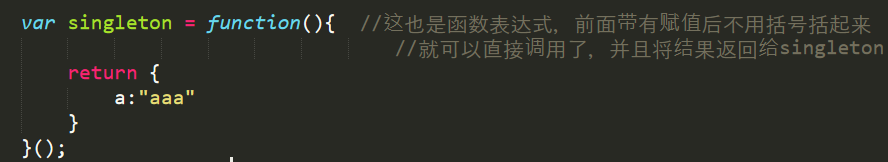 var singleton = function(){  //这也是函数表达式，前面带有赋值后不用括号括起来
//就可以直接调用了，并且将结果返回给singleton
return {
a:"aaa"
}
}();